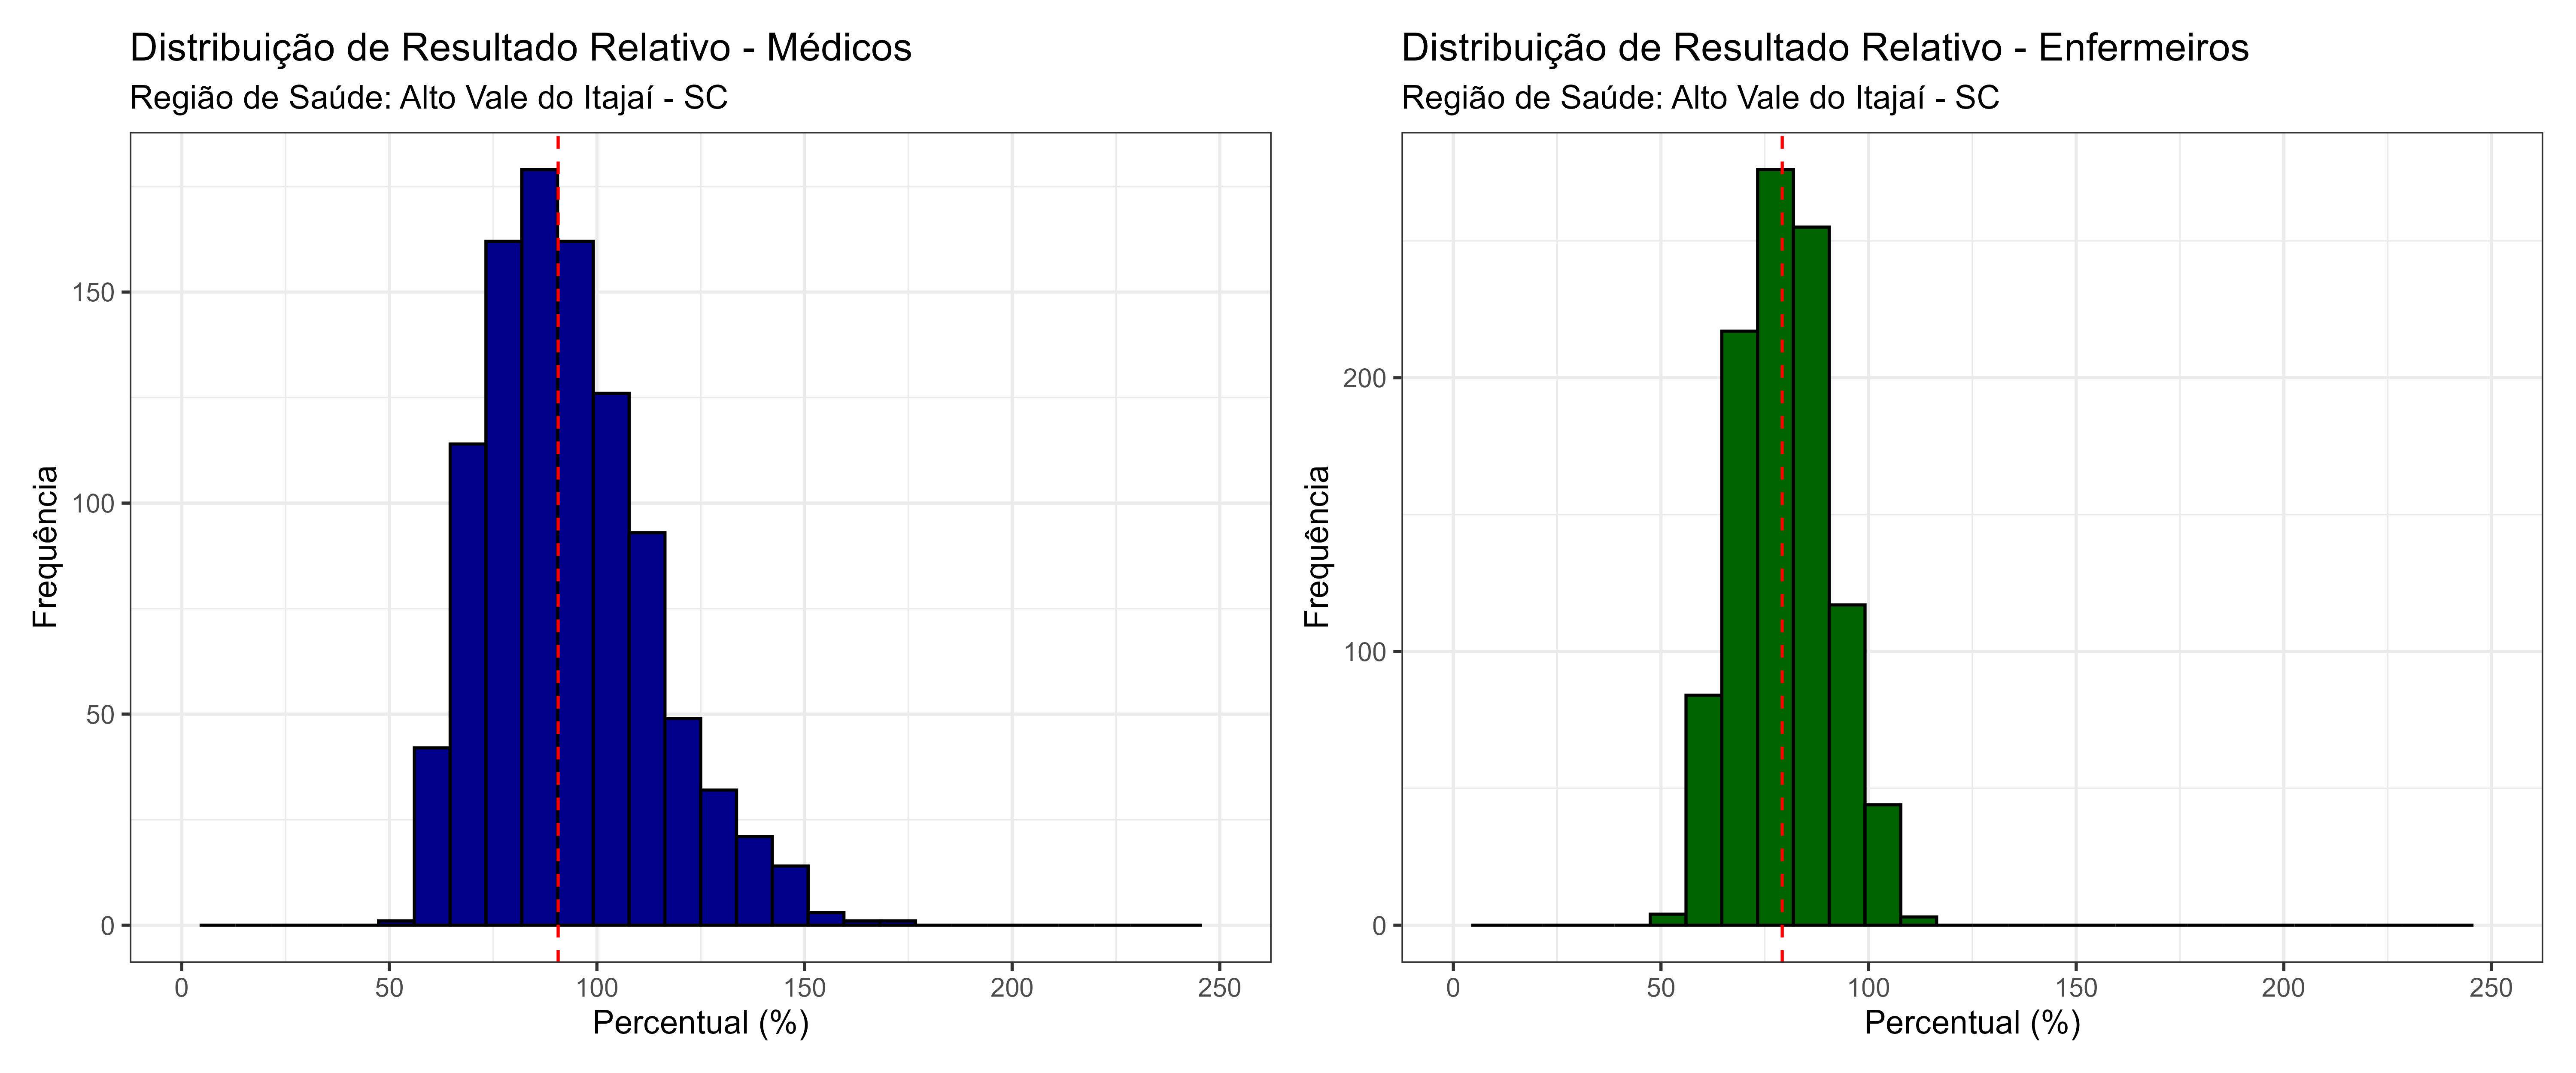 Distribuição de Resultado Relativo - Médicos
Região de Saúde: Alto Vale do Itajaí - SC
Frequência
150
100
50
0
0 50 100 150 200 250
Percentual (%)
Distribuição de Resultado Relativo - Enfermeiros
Região de Saúde: Alto Vale do Itajaí - SC
Frequência
200
100
0
0 50 100 150 200 250
Percentual (%)